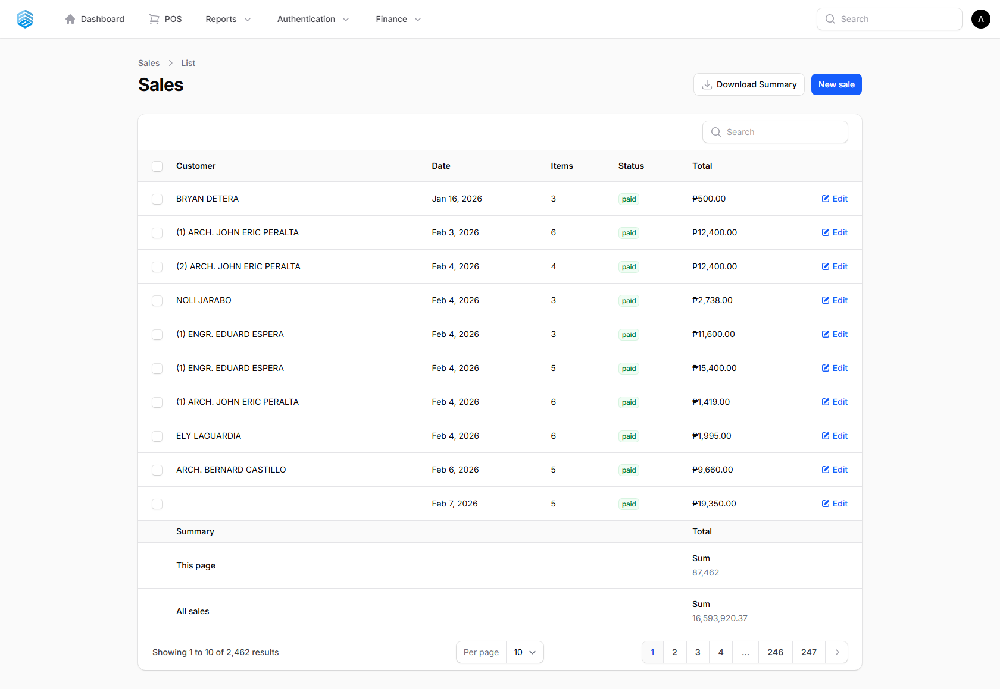 Dashboard POS Reports Authentication Finance Search A
Sales > List
Sales
Download Summary New sale
Search
Customer Date Items Status Total
BRYAN DETERA Jan 16, 2026 3 paid ₱500.00 Edit
(1) ARCH. JOHN ERIC PERALTA Feb 3, 2026 6 paid ₱12,400.00 Edit
(2) ARCH. JOHN ERIC PERALTA Feb 4, 2026 4 paid ₱12,400.00 Edit
NOLI JARABO Feb 4, 2026 3 paid ₱2,738.00 Edit
(1) ENGR. EDUARD ESPERA Feb 4, 2026 3 paid ₱11,600.00 Edit
(1) ENGR. EDUARD ESPERA Feb 4, 2026 5 paid ₱15,400.00 Edit
(1) ARCH. JOHN ERIC PERALTA Feb 4, 2026 6 paid ₱1,419.00 Edit
ELY LAGUARDIA Feb 4, 2026 6 paid ₱1,995.00 Edit
ARCH. BERNARD CASTILLO Feb 6, 2026 5 paid ₱9,660.00 Edit
Feb 7, 2026 5 paid ₱19,350.00 Edit
Summary Total
This page Sum
87,462
All sales Sum
16,593,920.37
Showing 1 to 10 of 2,462 results Per page 10 1 2 3 4 ... 246 247